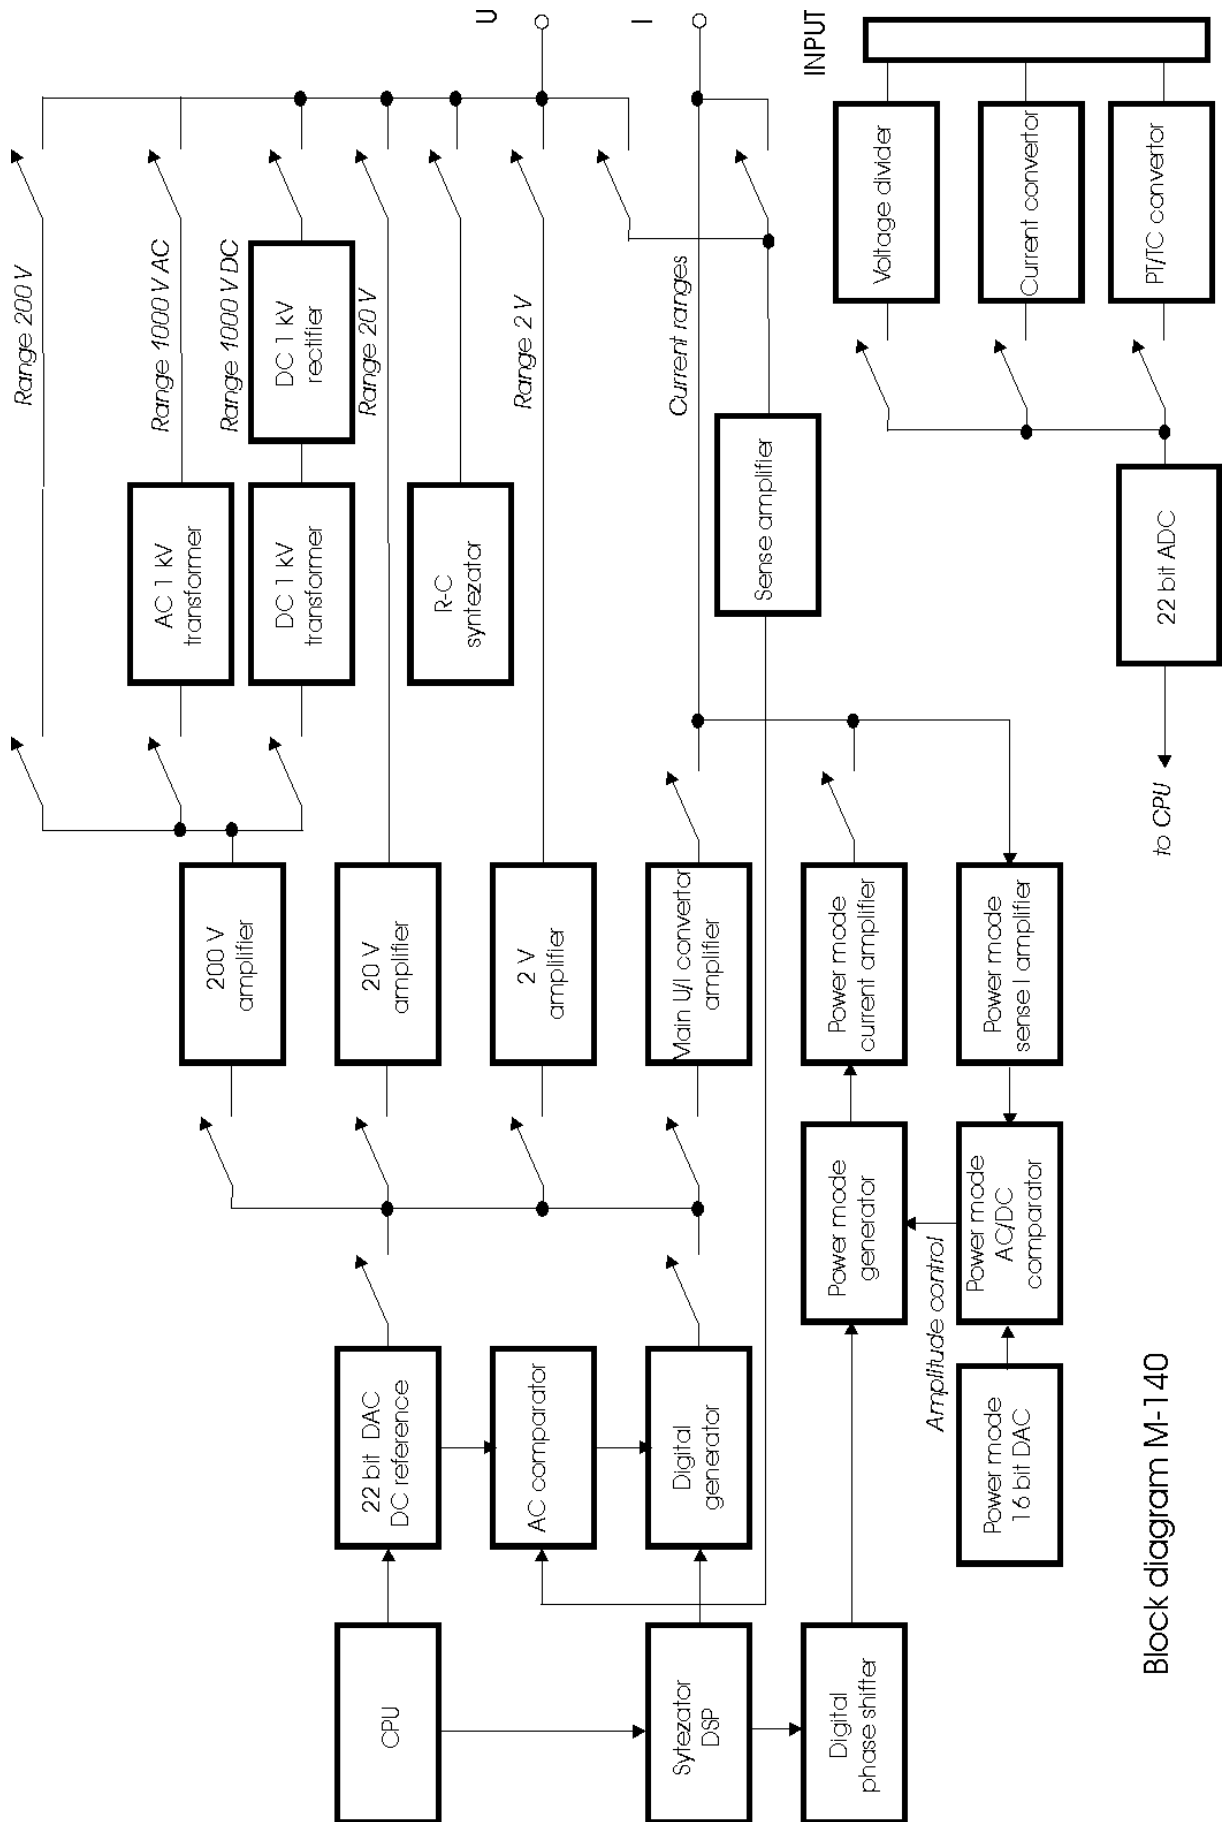 U
I
INPUT
Range 200 V
Range 1000 V AC
Range 1000 V DC
Range 20 V
Range 2 V
Current ranges
DC 1 kV
rectifier
AC 1 kV
transformer
DC 1 kV
transformer
R-C
syntezator
Sense amplifier
Voltage divider
Current convertor
PT/TC convertor
22 bit ADC
to CPU
200 V
amplifier
20 V
amplifier
2 V
amplifier
Main U/I convertor
amplifier
Power mode
current amplifier
Power mode
sense I amplifier
Power mode
generator
Power mode
AC/DC
comparator
Amplitude control
22 bit DAC
DC reference
AC comparator
Digital
generator
Power mode
16 bit DAC
CPU
Sytezator
DSP
Digital
phase shifter
Block diagram M-140